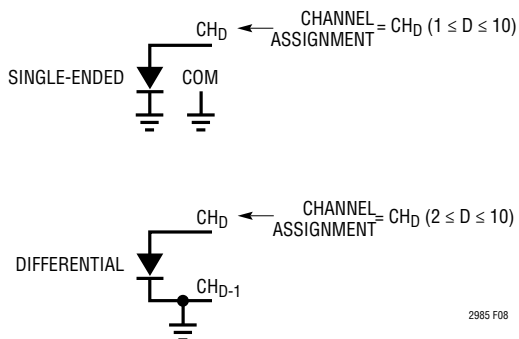 CH_D
CHANNEL
ASSIGNMENT = CH_D (1 ≤ D ≤ 10)
SINGLE-ENDED
COM
CH_D
CHANNEL
ASSIGNMENT = CH_D (2 ≤ D ≤ 10)
DIFFERENTIAL
CH_D-1
2985 F08